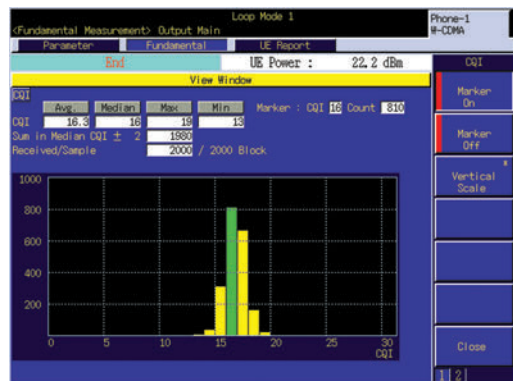 Loop Mode 1
Phone-1
<Fundamental Measurement> Output Main
W-CDMA
Parameter Fundamental UE Report
End UE Power : 22.2 dBm
CQI
View Window
CQI
Avg. Median Max Min Marker : CQI 16 Count 810
CQI 16.3 16 19 13
Sum in Median CQI ± 2 1980
Received/Sample 2000 / 2000 Block
1000
800
600
400
200
0 5 10 15 20 25 30
CQI
Marker
On
Marker
Off
*
Vertical
Scale
Close
1 2